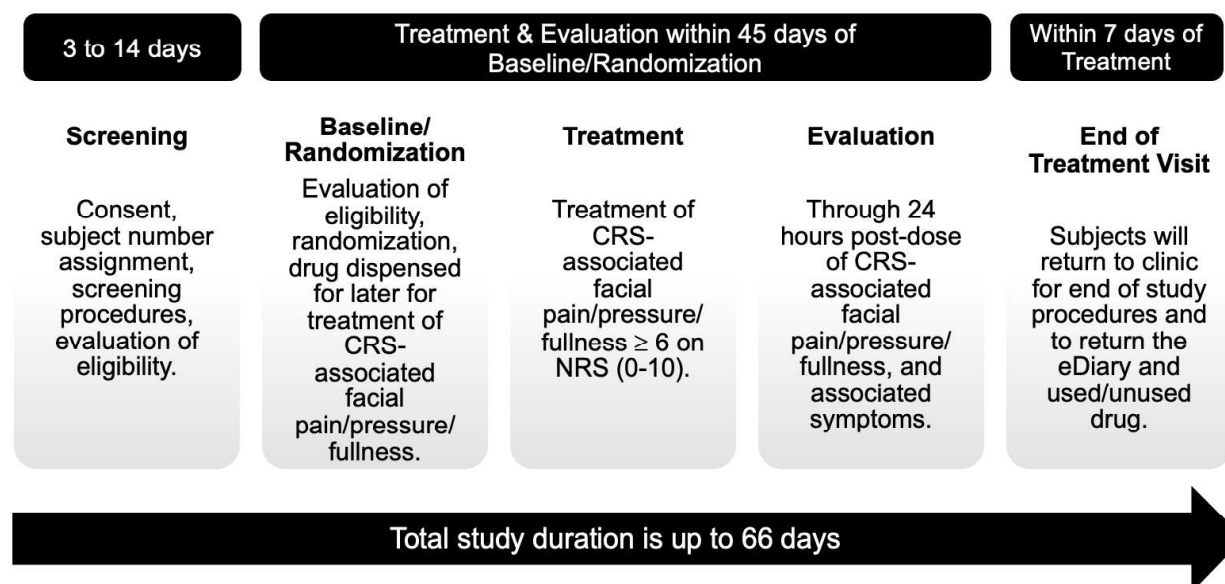 3 to 14 days
Treatment & Evaluation within 45 days of
Baseline/Randomization
Within 7 days of
Treatment
Screening
Consent,
subject number
assignment,
screening
procedures,
evaluation of
eligibility.
Baseline/
Randomization
Evaluation of
eligibility,
randomization,
drug dispensed
for later for
treatment of
CRS-
associated
facial
pain/pressure/
fullness.
Treatment
Treatment of
CRS-
associated
facial
pain/pressure/
fullness ≥ 6 on
NRS (0-10).
Evaluation
Through 24
hours post-dose
of CRS-
associated
facial
pain/pressure/
fullness, and
associated
symptoms.
End of
Treatment Visit
Subjects will
return to clinic
for end of study
procedures and
to return the
eDiary and
used/unused
drug.
Total study duration is up to 66 days